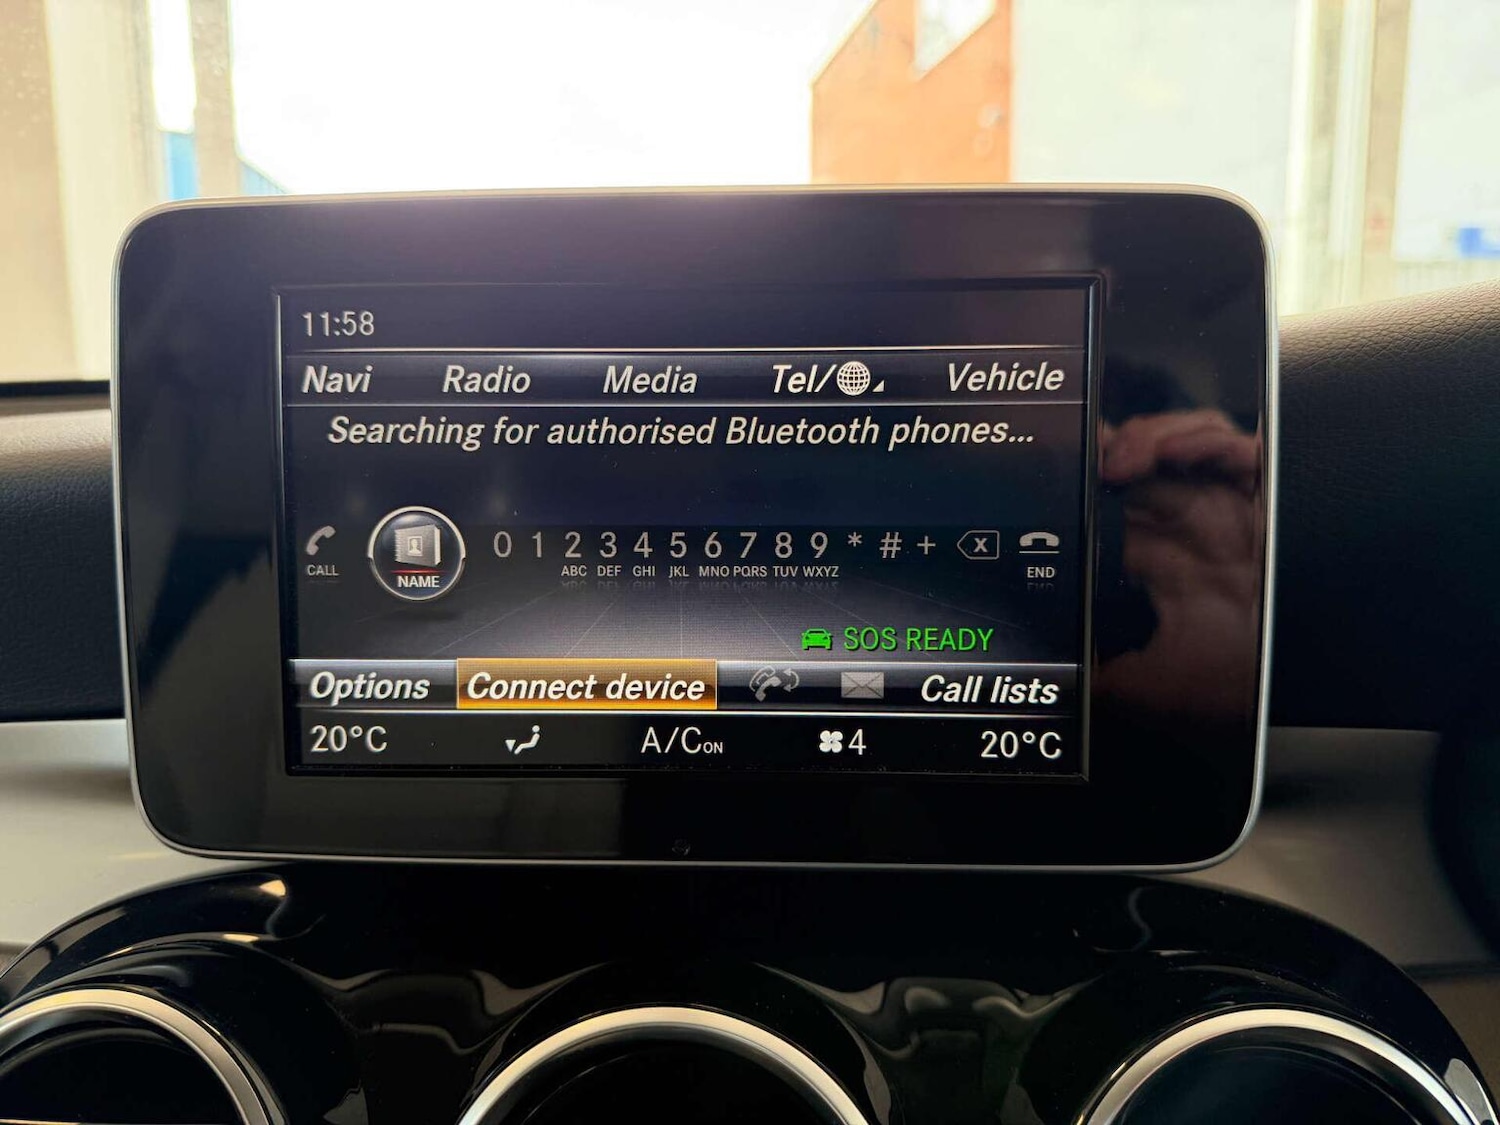 11:58
Navi Radio Media Tel/ Vehicle
Searching for authorised Bluetooth phones...
0 1 2 3 4 5 6 7 8 9 * # + X
CALL NAME ABC DEF GHI JKL MNO PQRS TUV WXYZ END
SOS READY
Options Connect device Call lists
20°C A/C ON 4 20°C